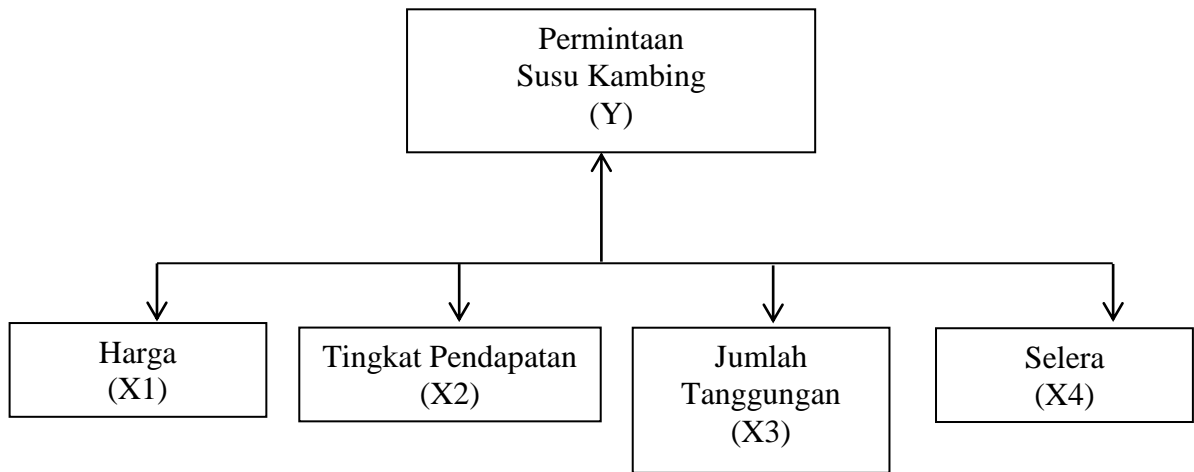 Permintaan
Susu Kambing
(Y)
Harga
(X1)
Tingkat Pendapatan
(X2)
Jumlah
Tanggungan
(X3)
Selera
(X4)